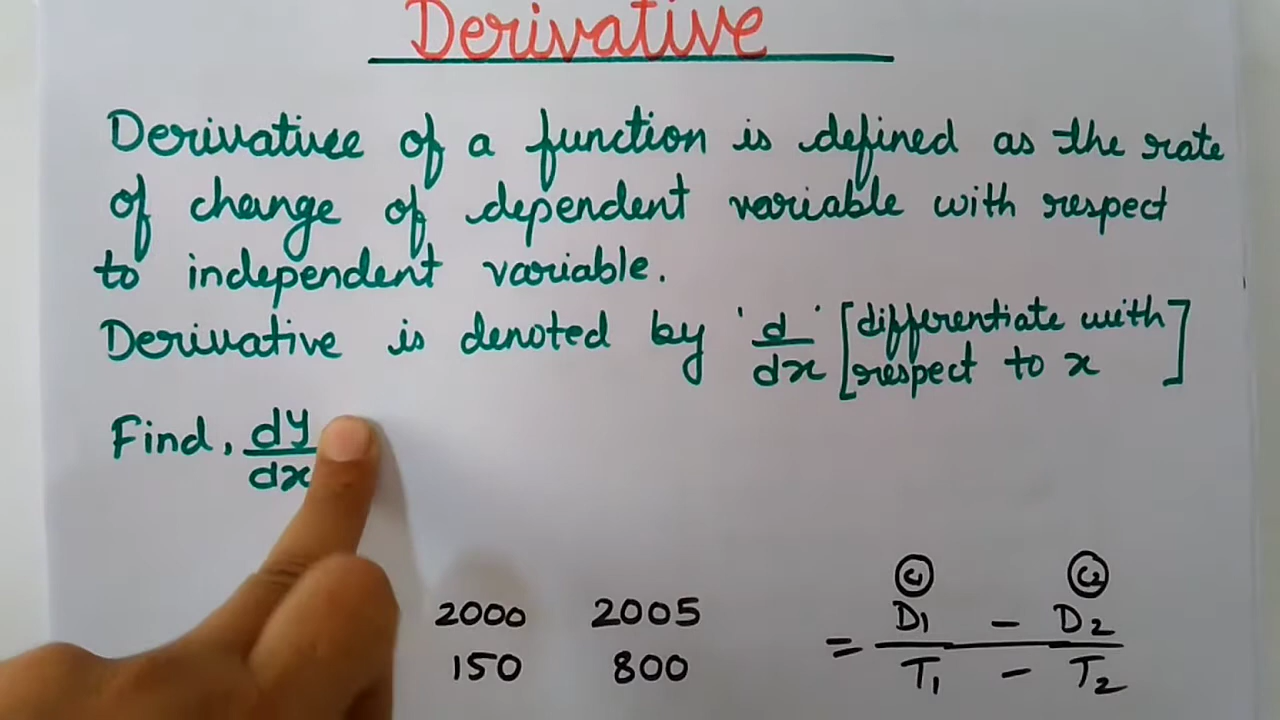 Derivative
Derivative of a function is defined as the rate
of change of dependent variable with respect
to independent variable.
Derivative is denoted by 'd/dx' [differentiate with
respect to x]
Find, dy/dx
C1 C2
2000 2005 D1 - D2
= 
150 800 T1 - T2